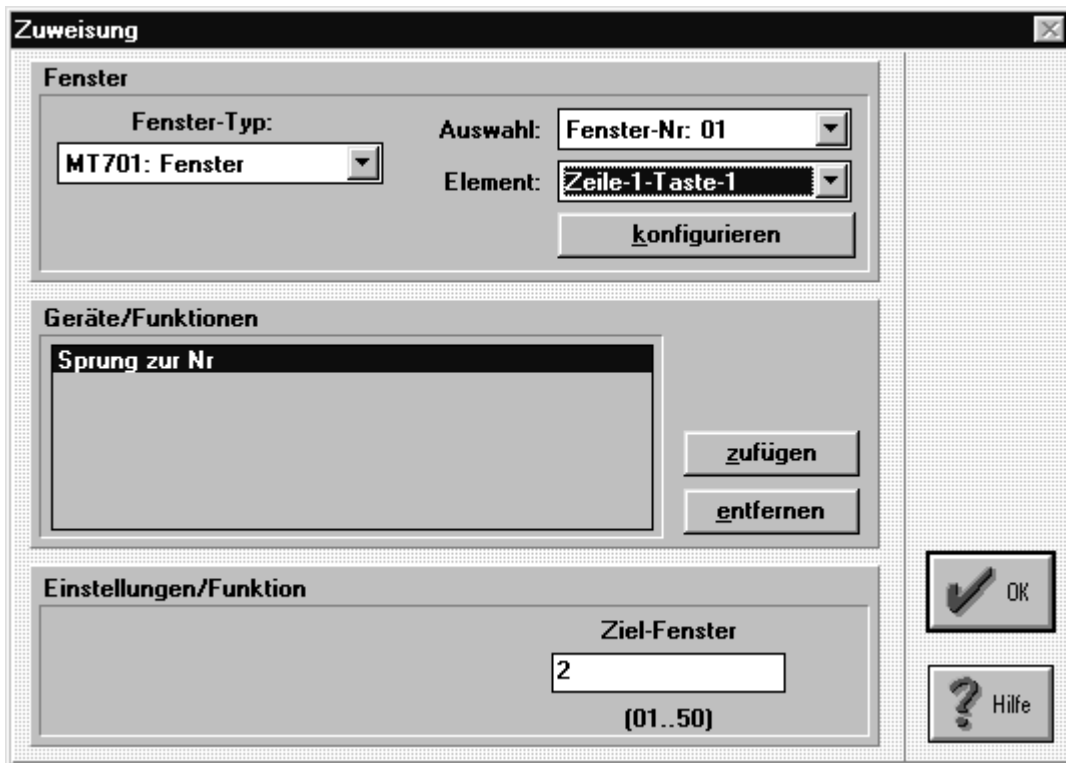 Zuweisung
Fenster
Fenster-Typ:
MT701: Fenster
Auswahl: Fenster-Nr: 01
Element: Zeile-1-Taste-1
konfigurieren
Geräte/Funktionen
Sprung zur Nr
zufügen
entfernen
Einstellungen/Funktion
Ziel-Fenster
2
(01..50)
OK
Hilfe